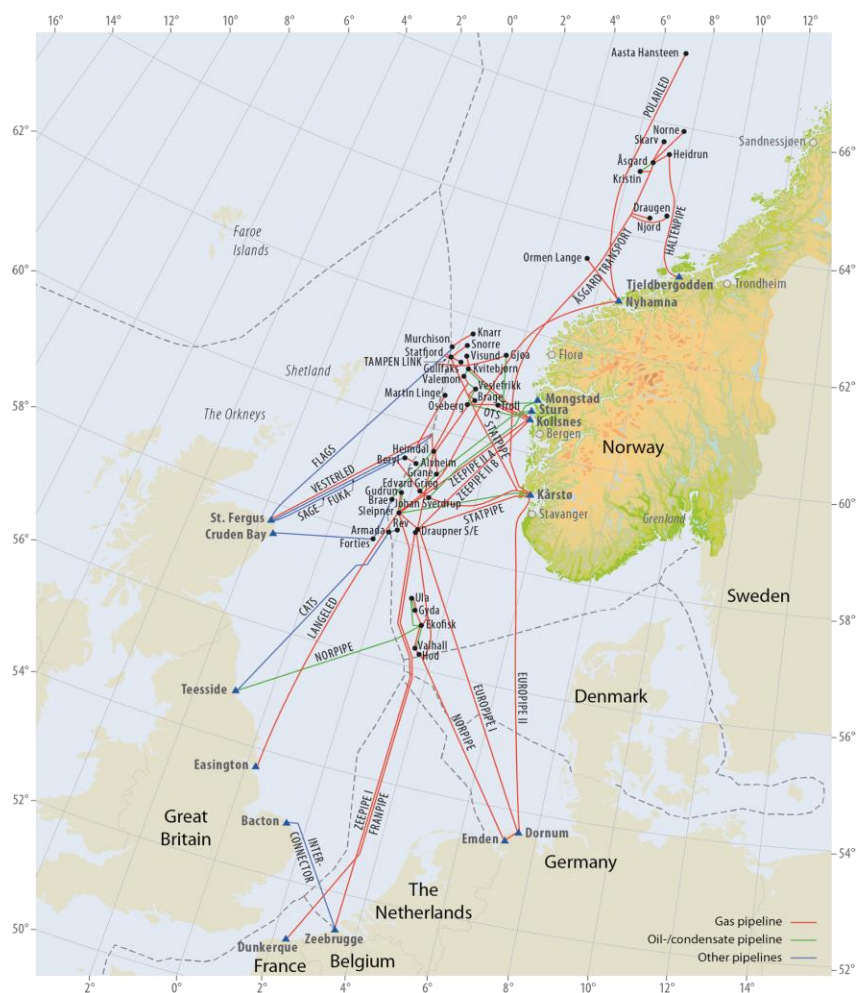 16° 14° 12° 10° 8° 6° 4° 2° 0° 2° 4° 6° 8° 10° 12°
Aasta Hansteen
POLARLED
62°
Norne
Skarv
Sandnessjøen
66°
Åsgard
Heidrun
Kristin
Draugen
Njord
HALTENPIPE
Faroe
Islands
Ormen Lange
ÅSGARD TRANSPORT
60°
64°
Tjeldbergodden
Trondheim
Nyhamna
Murchison
Knarr
Statfjord
Snorre
TAMPEN LINK
Visund
Gjøa
Florø
Gullfaks
Kvitebjørn
Shetland
Valemon
Veslefrikk
62°
Martin Linge
Brage
Mongstad
58°
Oseberg
Troll
Stura
The Orkneys
OTS
Kollsnes
Bergen
FLAGS
STATPIPE
Norway
Heimdal
Beryl
Alvheim
VESTERLED
Grane
ZEEPIPE II A
ZEEPIPE II B
Edvard Grieg
SAGE
FUKA
Gudrun
Brae
Johan Sverdrup
Kårstø
60°
Sleipner
St. Fergus
STATPIPE
Stavanger
Grenland
Rev
Armada
Draupner S/E
Cruden Bay
56°
Forties
CATS
LANGELED
Ula
Gyda
Sweden
Ekofisk
58°
NORPIPE
Valhall
Hod
54°
Teesside
Denmark
NORPIPE
EUROPIPE I
EUROPIPE II
56°
Easington
52°
Great
Britain
Bacton
ZEEPIPE I
FRANPIPE
INTER-
CONNECTOR
Emden
Dornum
Germany
54°
The
Netherlands
50°
Dunkerque
Zeebrugge
France
Belgium
Gas pipeline
Oil-/condensate pipeline
Other pipelines
52°
2° 0° 2° 4° 6° 8° 10° 12° 14°